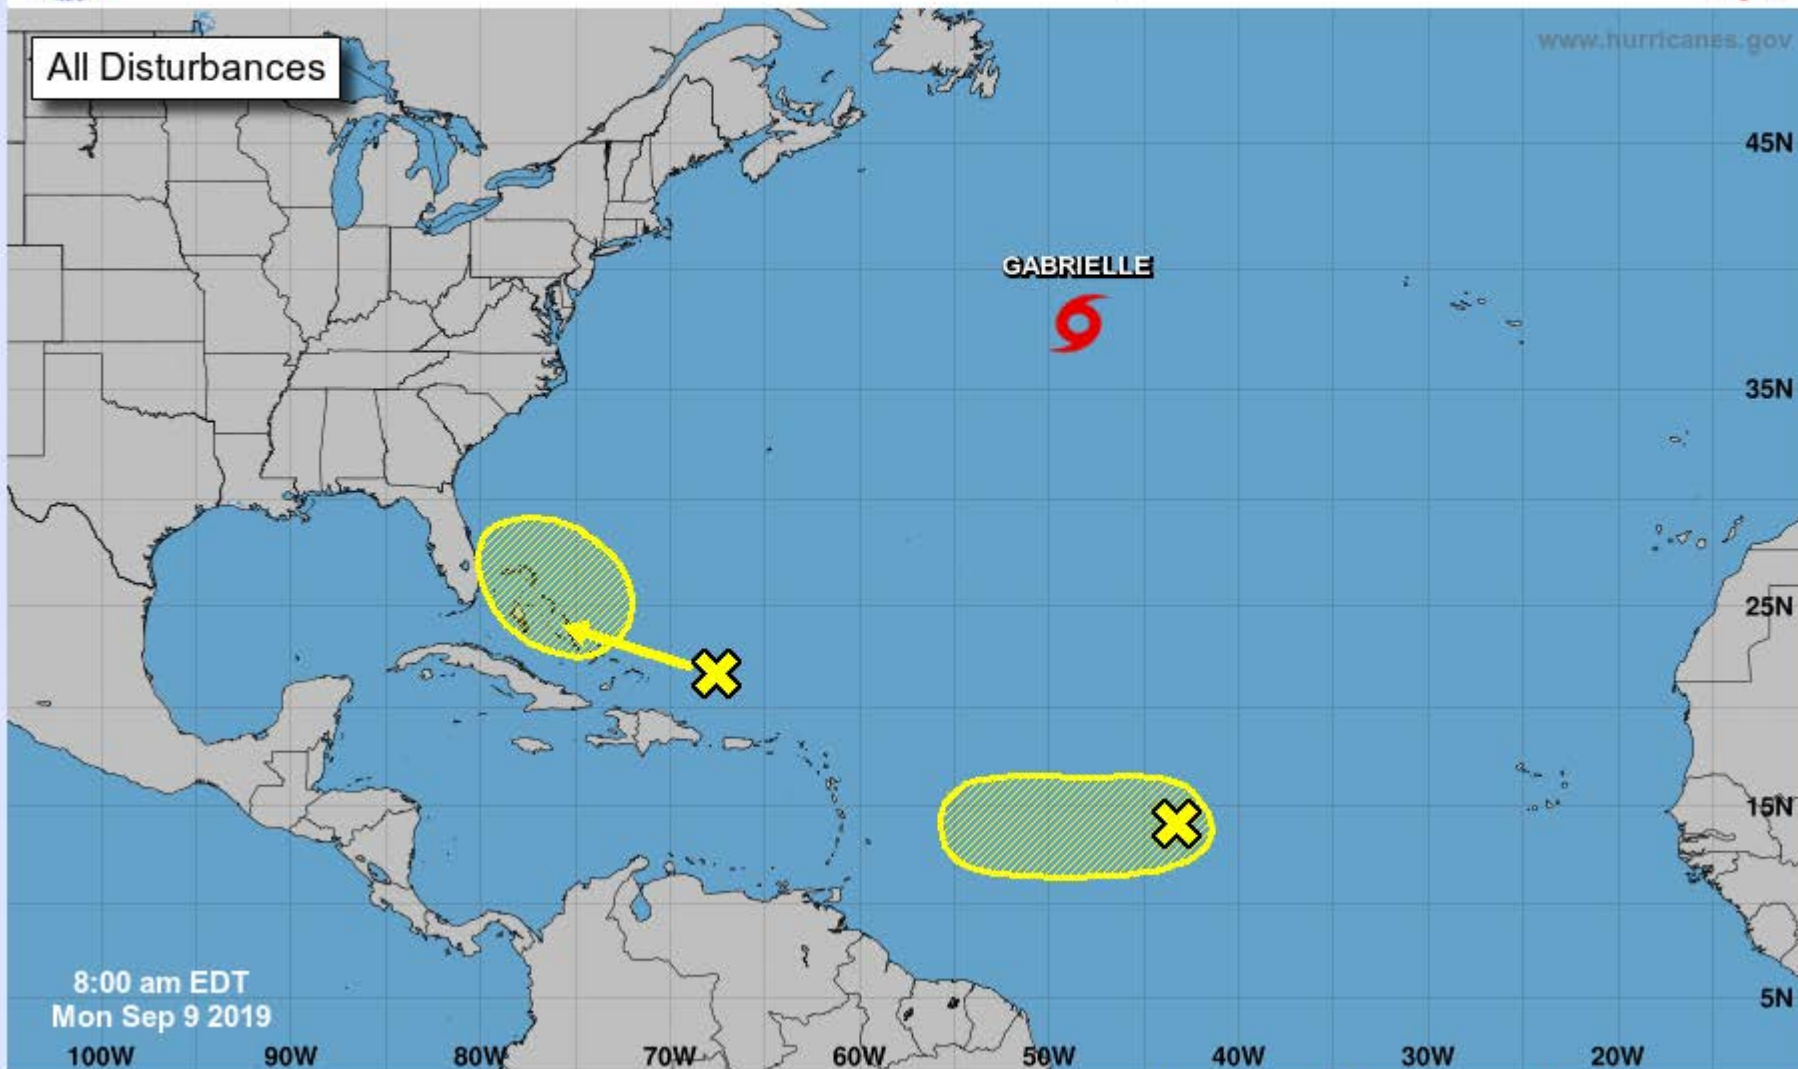 All Disturbances
www.hurricanes.gov
45N
GABRIELLE
35N
25N
15N
8:00 am EDT
Mon Sep 9 2019
5N
100W 90W 80W 70W 60W 50W 40W 30W 20W